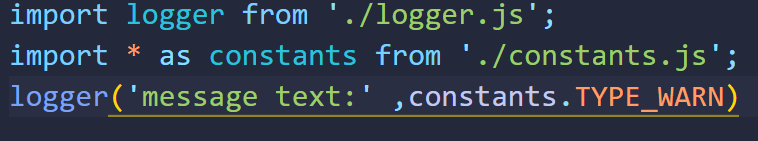 import logger from './logger.js';
import * as constants from './constants.js';
logger('message text:' ,constants.TYPE_WARN)